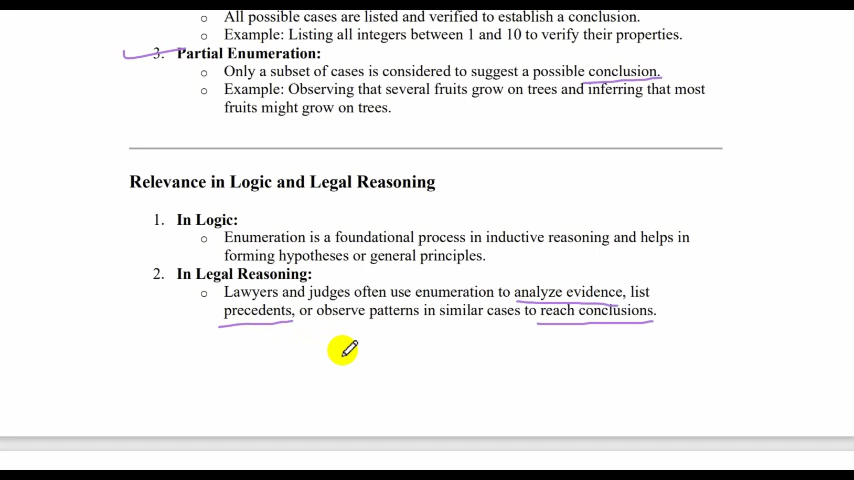 o All possible cases are listed and verified to establish a conclusion.
o Example: Listing all integers between 1 and 10 to verify their properties.
3. Partial Enumeration:
o Only a subset of cases is considered to suggest a possible conclusion.
o Example: Observing that several fruits grow on trees and inferring that most
fruits might grow on trees.
Relevance in Logic and Legal Reasoning
1. In Logic:
o Enumeration is a foundational process in inductive reasoning and helps in
forming hypotheses or general principles.
2. In Legal Reasoning:
o Lawyers and judges often use enumeration to analyze evidence, list
precedents, or observe patterns in similar cases to reach conclusions.